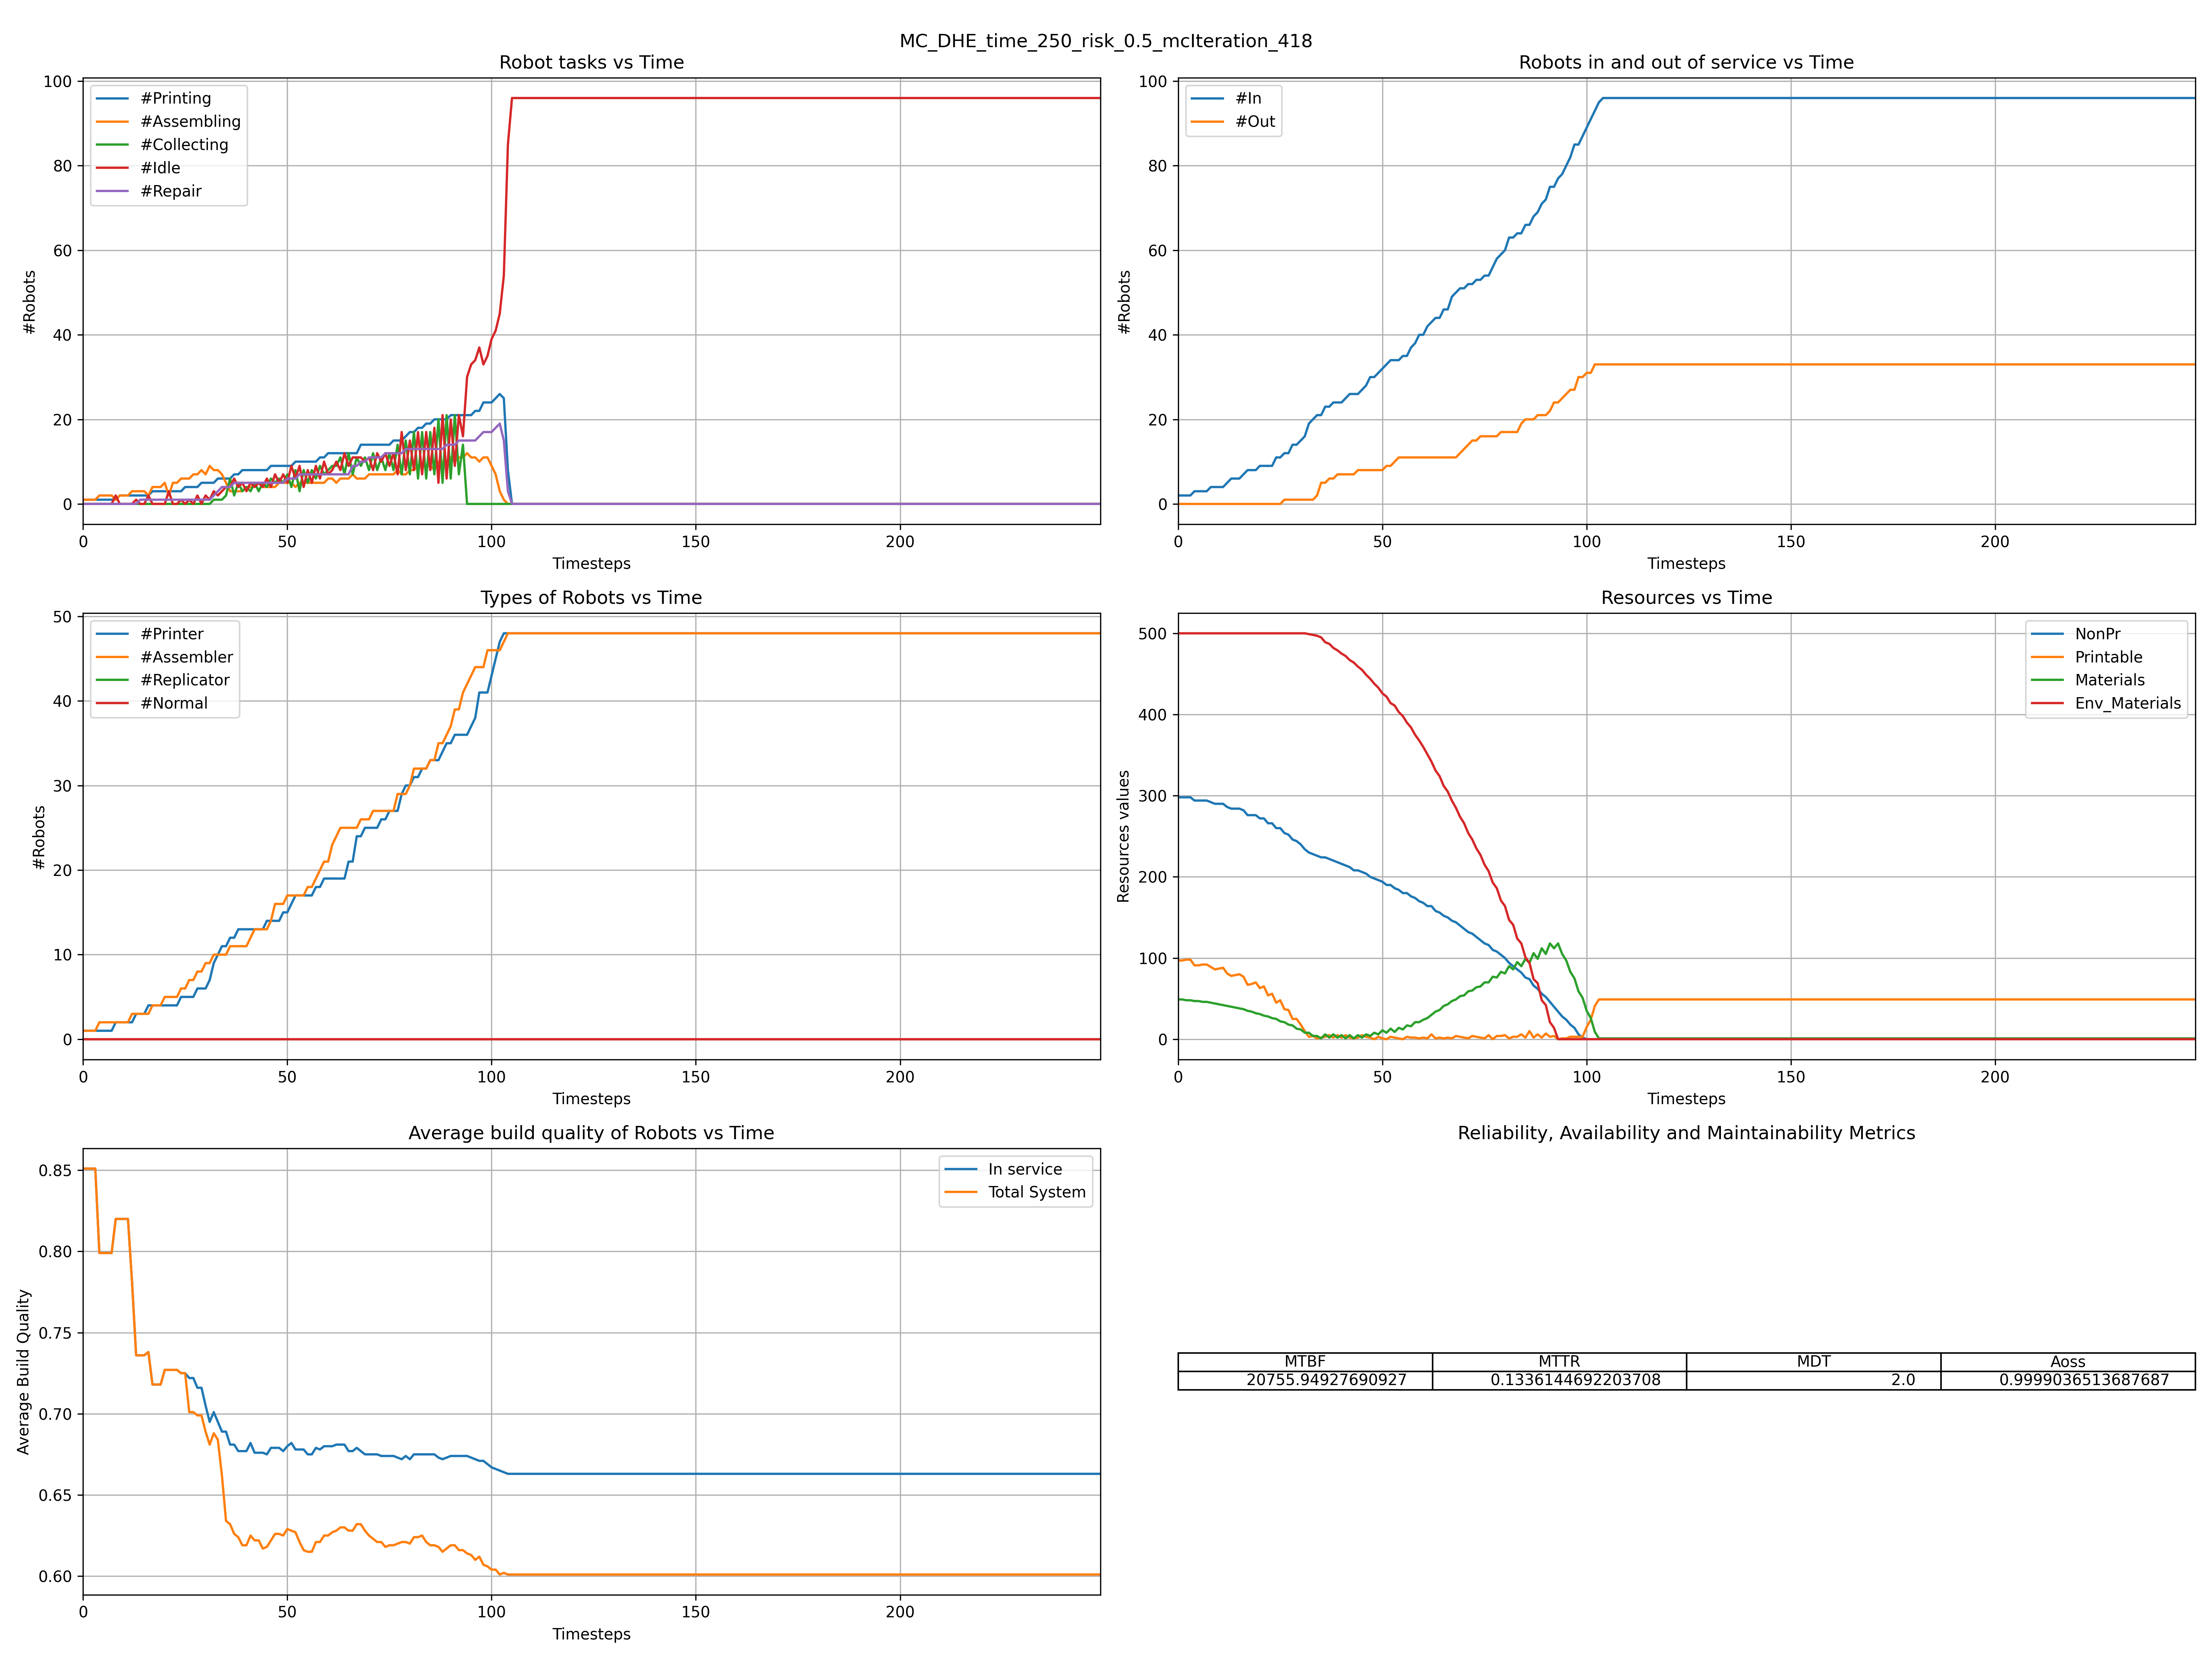 MC_DHE_time_250_risk_0.5_mcIteration_418
Robot tasks vs Time
100
80
60
40
20
0
#Robots
#Printing
#Assembling
#Collecting
#Idle
#Repair
0 50 100 150 200
Timesteps
Robots in and out of service vs Time
100
80
60
40
20
0
#Robots
#In
#Out
0 50 100 150 200
Timesteps
Types of Robots vs Time
50
40
30
20
10
0
#Robots
#Printer
#Assembler
#Replicator
#Normal
0 50 100 150 200
Timesteps
Resources vs Time
500
400
300
200
100
0
Resources values
NonPr
Printable
Materials
Env_Materials
0 50 100 150 200
Timesteps
Average build quality of Robots vs Time
0.85
0.80
0.75
0.70
0.65
0.60
Average Build Quality
In service
Total System
0 50 100 150 200
Timesteps
Reliability, Availability and Maintainability Metrics
MTBF MTTR MDT Aoss
20755.94927690927 0.1336144692203708 2.0 0.9999036513687687